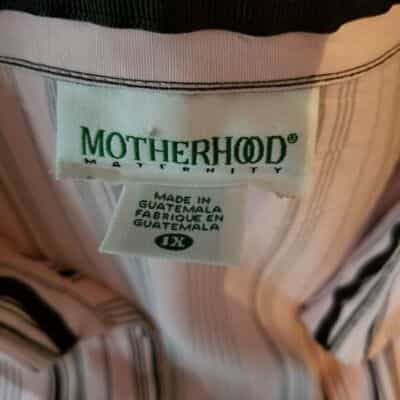 MOTHERHOOD®
MATERNITY
MADE IN
GUATEMALA
FABRIQUE EN
GUATEMALA
1X